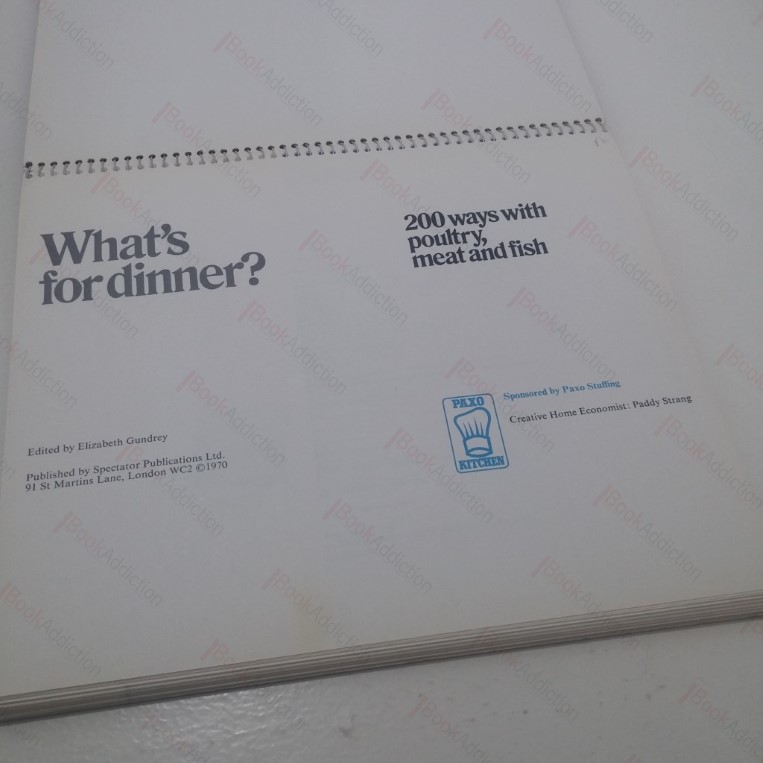 What's
for dinner?
200 ways with
poultry,
meat and fish
Edited by Elizabeth Gundrey
Published by Spectator Publications Ltd.
91 St Martins Lane, London WC2 ©1970
PAXO
KITCHEN
Sponsored by Paxo Stuffing
Creative Home Economist: Paddy Strang
BookAddiction